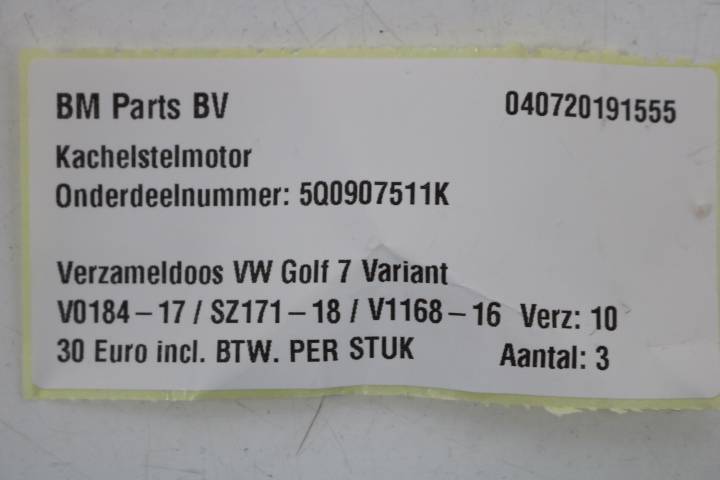 BM Parts BV 040720191555
Kachelstelmotor
Onderdeelnummer: 5Q0907511K
Verzameldoos VW Golf 7 Variant
V0184-17 / SZ171-18 / V1168-16 Verz: 10
30 Euro incl. BTW. PER STUK Aantal: 3